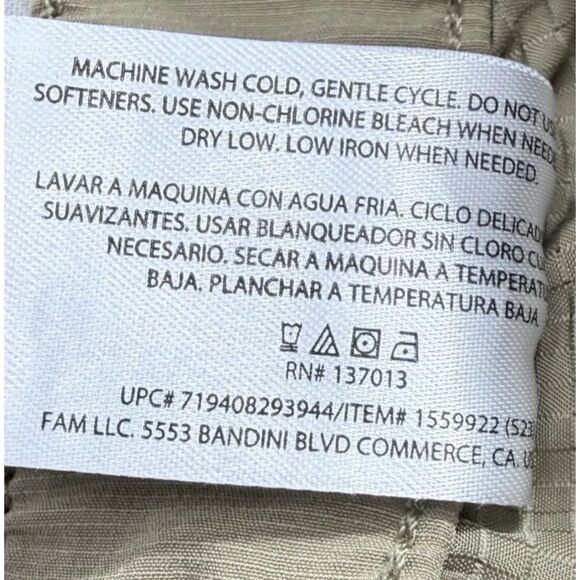 MACHINE WASH COLD, GENTLE CYCLE. DO NOT
SOFTENERS. USE NON-CHLORINE BLEACH WHEN
DRY LOW. LOW IRON WHEN NEEDED.
LAVAR A MAQUINA CON AGUA FRIA. CICLO
SUAVIZANTES. USAR BLANQUEADOR SIN CLORO
NECESARIO. SECAR A MAQUINA A
BAJA. PLANCHAR A TEMPERATURA BAJA
RN# 137013
UPC# 719408293944/ITEM# 1559922 (S23
FAM LLC. 5553 BANDINI BLVD COMMERCE, CA.